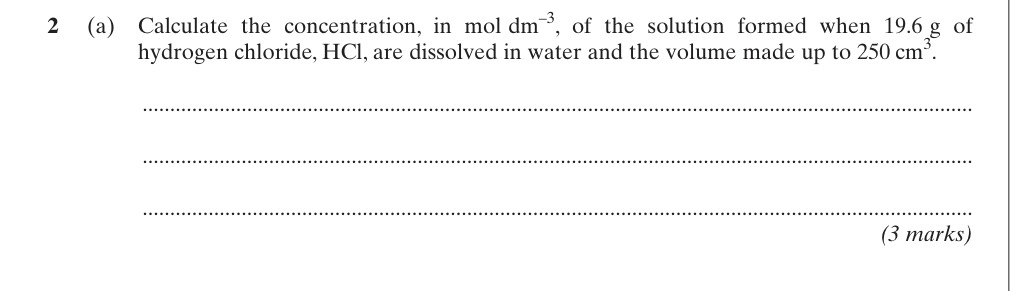 2 (a) Calculate the concentration, in mol dm⁻³, of the solution formed when 19.6 g of
hydrogen chloride, HCl, are dissolved in water and the volume made up to 250 cm³.
(3 marks)